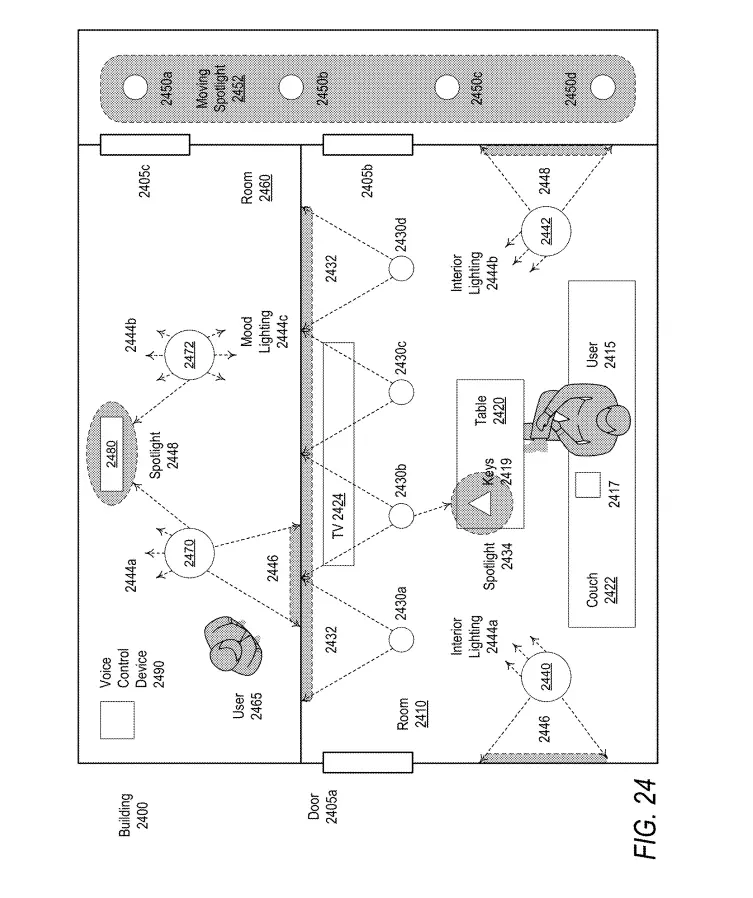 Building
2400
Voice
Control
Device
2490
User
2465
2444a
2470
2446
2480
Spotlight
2448
2444b
2472
Mood
Lighting
2444c
Room
2460
2405c
2450a
Moving
Spotlight
2452
2450b
2450c
2450d
Door
2405a
Room
2410
2432
2430a
TV 2424
2430b
2430c
2432
2430d
2405b
Interior
Lighting
2444a
2440
2446
Spotlight
2434
Keys
2419
Table
2420
Interior
Lighting
2444b
2442
2448
Couch
2422
2417
User
2415
FIG. 24